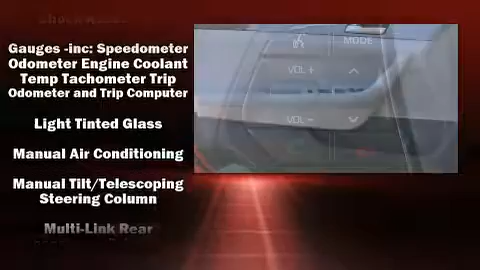 Gauges -inc: Speedometer
Odometer Engine Coolant
Temp Tachometer Trip
Odometer and Trip Computer
Light Tinted Glass
Manual Air Conditioning
Manual Tilt/Telescoping
Steering Column
Multi-Link Rear
MODE
VOL +
VOL -